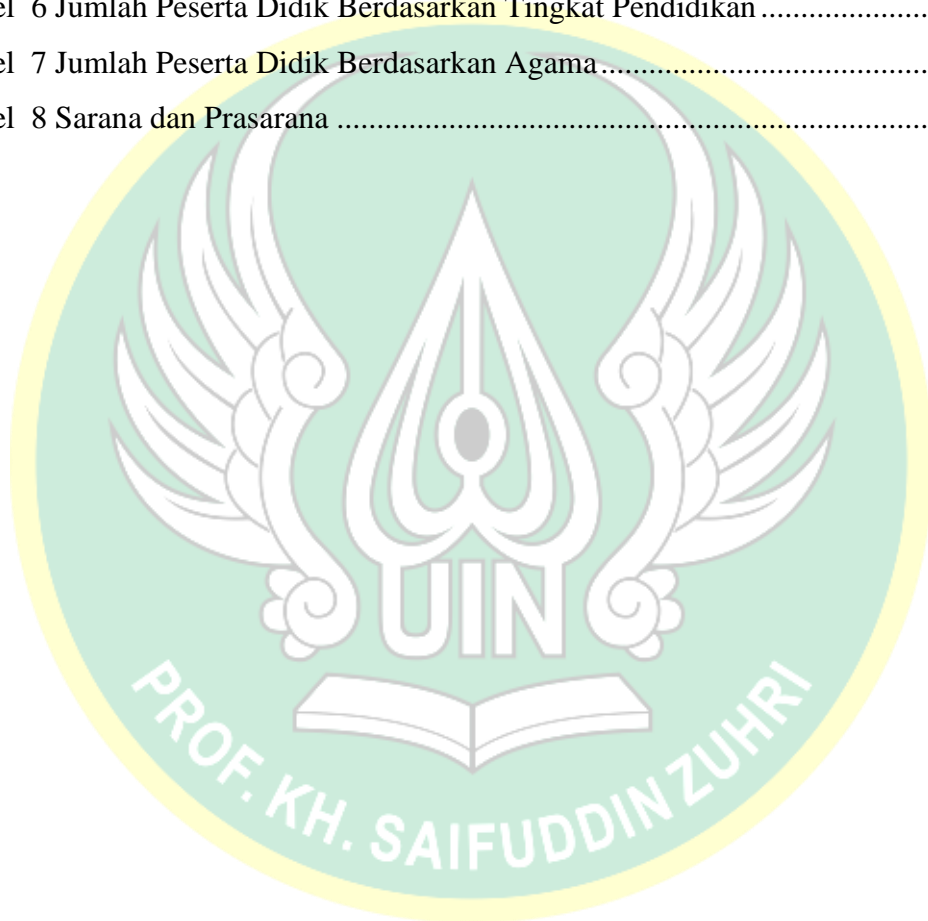 el 6 Jumlah Peserta Didik Berdasarkan Tingkat Pendidikan .....................
el 7 Jumlah Peserta Didik Berdasarkan Agama .........................................
el 8 Sarana dan Prasarana ..........................................................................
UIN
PROF. KH. SAIFUDDIN ZUHRI